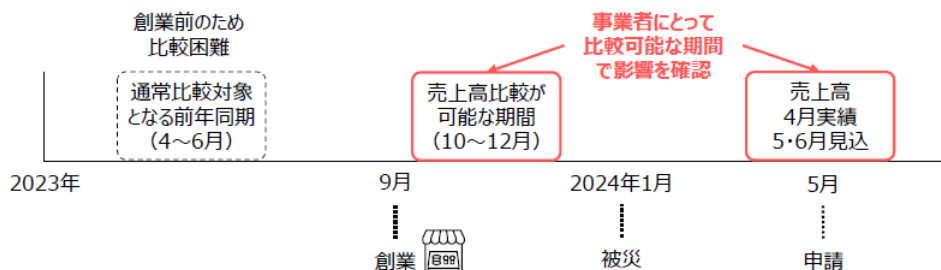 創業前のため
比較困難
事業者にとって
比較可能な期間
で影響を確認
通常比較対象
となる前年同期
（4～6月）
売上高比較が
可能な期間
（10～12月）
売上高
4月実績
5・6月見込
2023年
9月
2024年1月
5月
創業
被災
申請